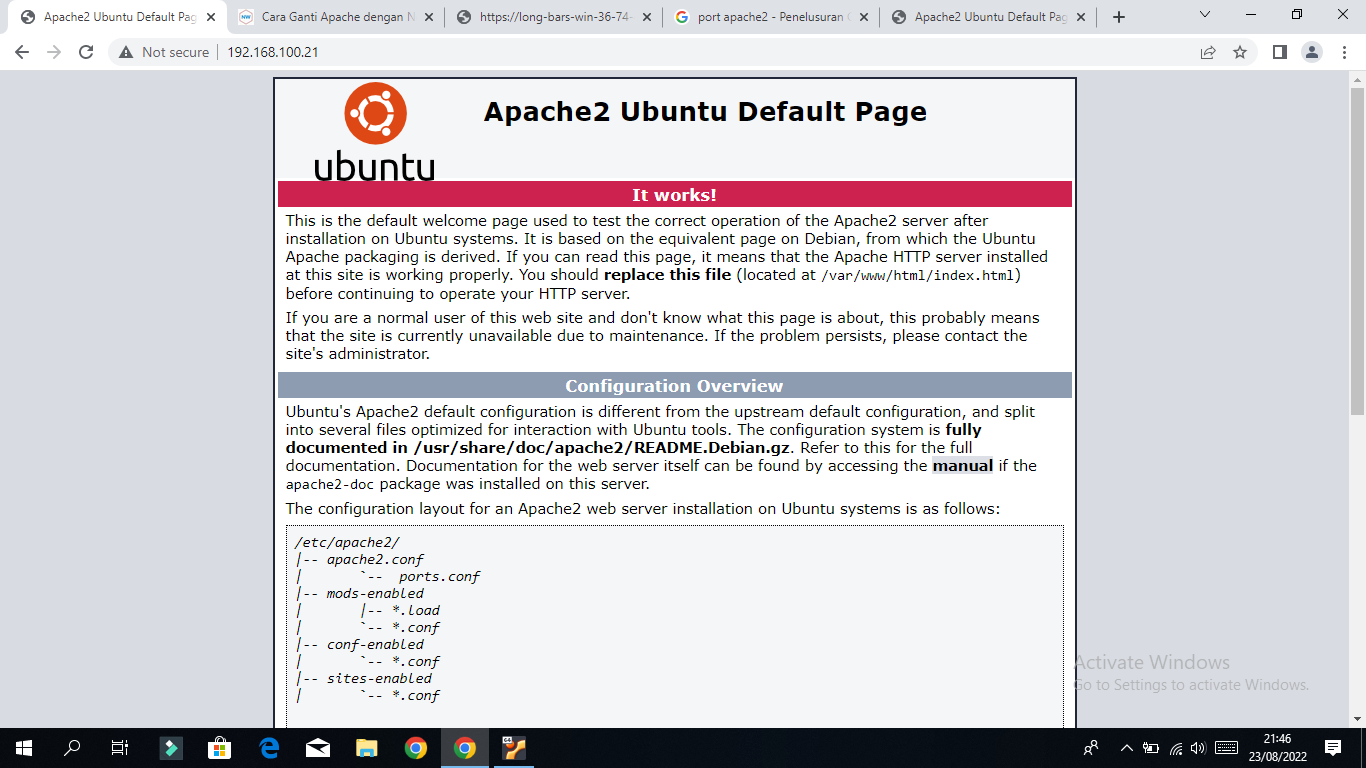 Apache2 Ubuntu Default Pag
Cara Ganti Apache dengan N
https://long-bars-win-36-74-
port apache2 - Penelusuran
Apache2 Ubuntu Default Pag
Not secure
192.168.100.21
ubuntu
Apache2 Ubuntu Default Page
It works!
This is the default welcome page used to test the correct operation of the Apache2 server after
installation on Ubuntu systems. It is based on the equivalent page on Debian, from which the Ubuntu
Apache packaging is derived. If you can read this page, it means that the Apache HTTP server installed
at this site is working properly. You should replace this file (located at /var/www/html/index.html)
before continuing to operate your HTTP server.
If you are a normal user of this web site and don't know what this page is about, this probably means
that the site is currently unavailable due to maintenance. If the problem persists, please contact the
site's administrator.
Configuration Overview
Ubuntu's Apache2 default configuration is different from the upstream default configuration, and split
into several files optimized for interaction with Ubuntu tools. The configuration system is fully
documented in /usr/share/doc/apache2/README.Debian.gz. Refer to this for the full
documentation. Documentation for the web server itself can be found by accessing the manual if the
apache2-doc package was installed on this server.
The configuration layout for an Apache2 web server installation on Ubuntu systems is as follows:
/etc/apache2/
|-- apache2.conf
|       `--  ports.conf
|-- mods-enabled
|       |-- *.load
|       `-- *.conf
|-- conf-enabled
|       `-- *.conf
|-- sites-enabled
|       `-- *.conf
Activate Windows
Go to Settings to activate Windows.
21:46
23/08/2022